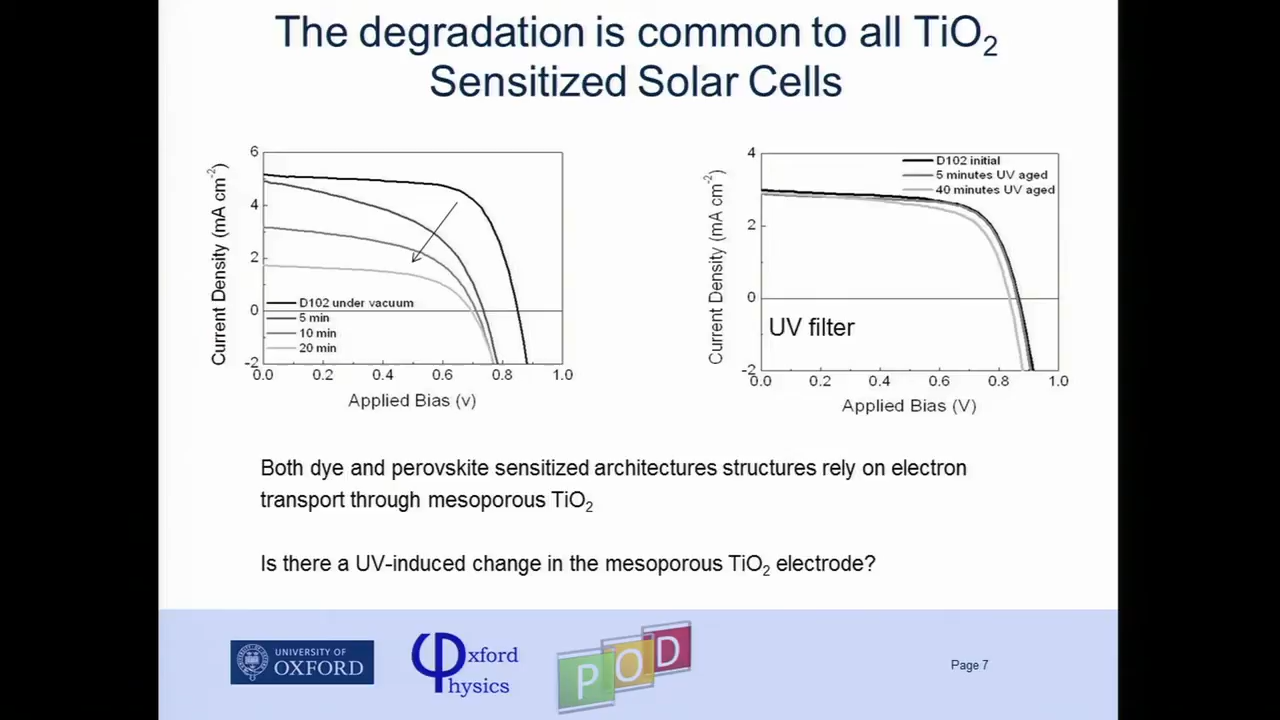 The degradation is common to all TiO₂
Sensitized Solar Cells
6
4
2
0
-2
0.0 0.2 0.4 0.6 0.8 1.0
Current Density (mA cm⁻²)
Applied Bias (v)
D102 under vacuum
5 min
10 min
20 min
4
2
0
-2
0.0 0.2 0.4 0.6 0.8 1.0
Current Density (mA cm⁻²)
Applied Bias (V)
D102 initial
5 minutes UV aged
40 minutes UV aged
UV filter
Both dye and perovskite sensitized architectures structures rely on electron
transport through mesoporous TiO₂
Is there a UV-induced change in the mesoporous TiO₂ electrode?
UNIVERSITY OF
OXFORD
φxford
Physics
POD
Page 7